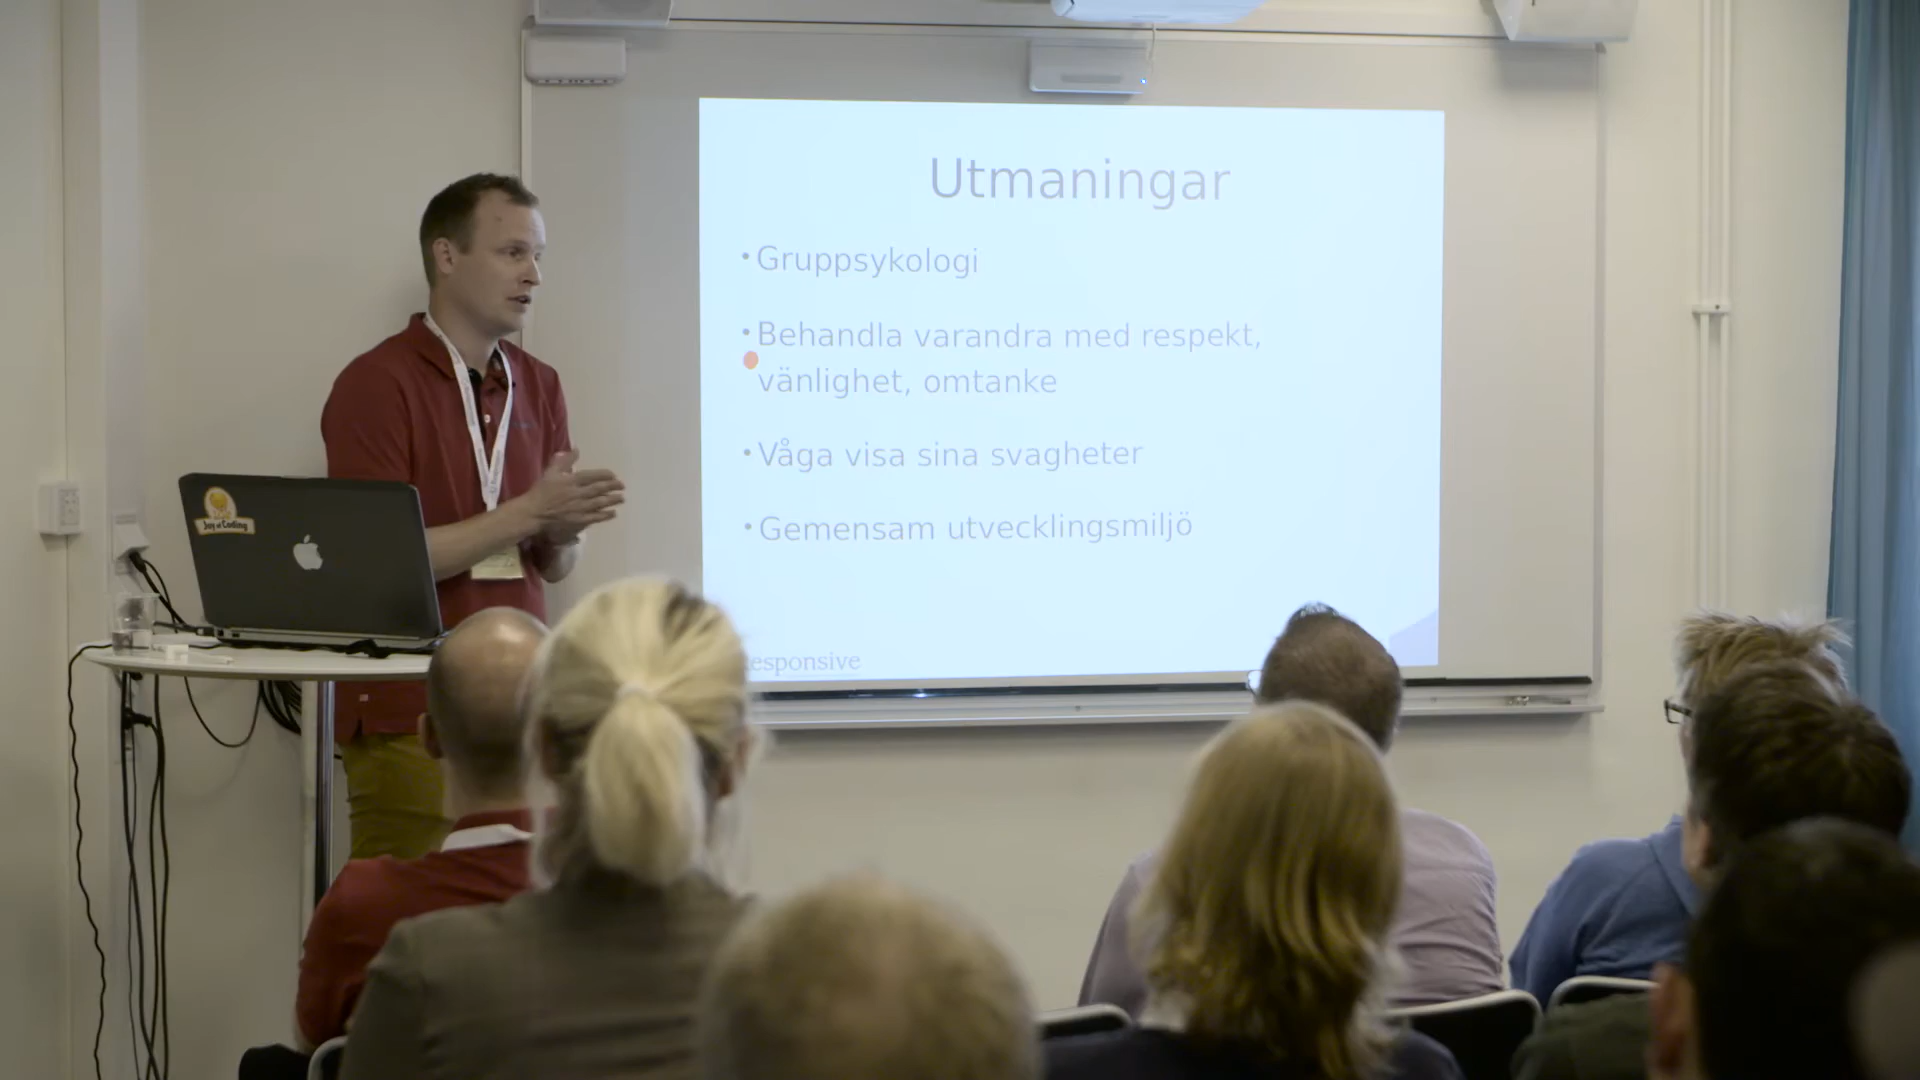 Utmaningar
• Gruppsykologi
• Behandla varandra med respekt,
vänlighet, omtanke
• Våga visa sina svagheter
• Gemensam utvecklingsmiljö
esponsive
Joy of Coding